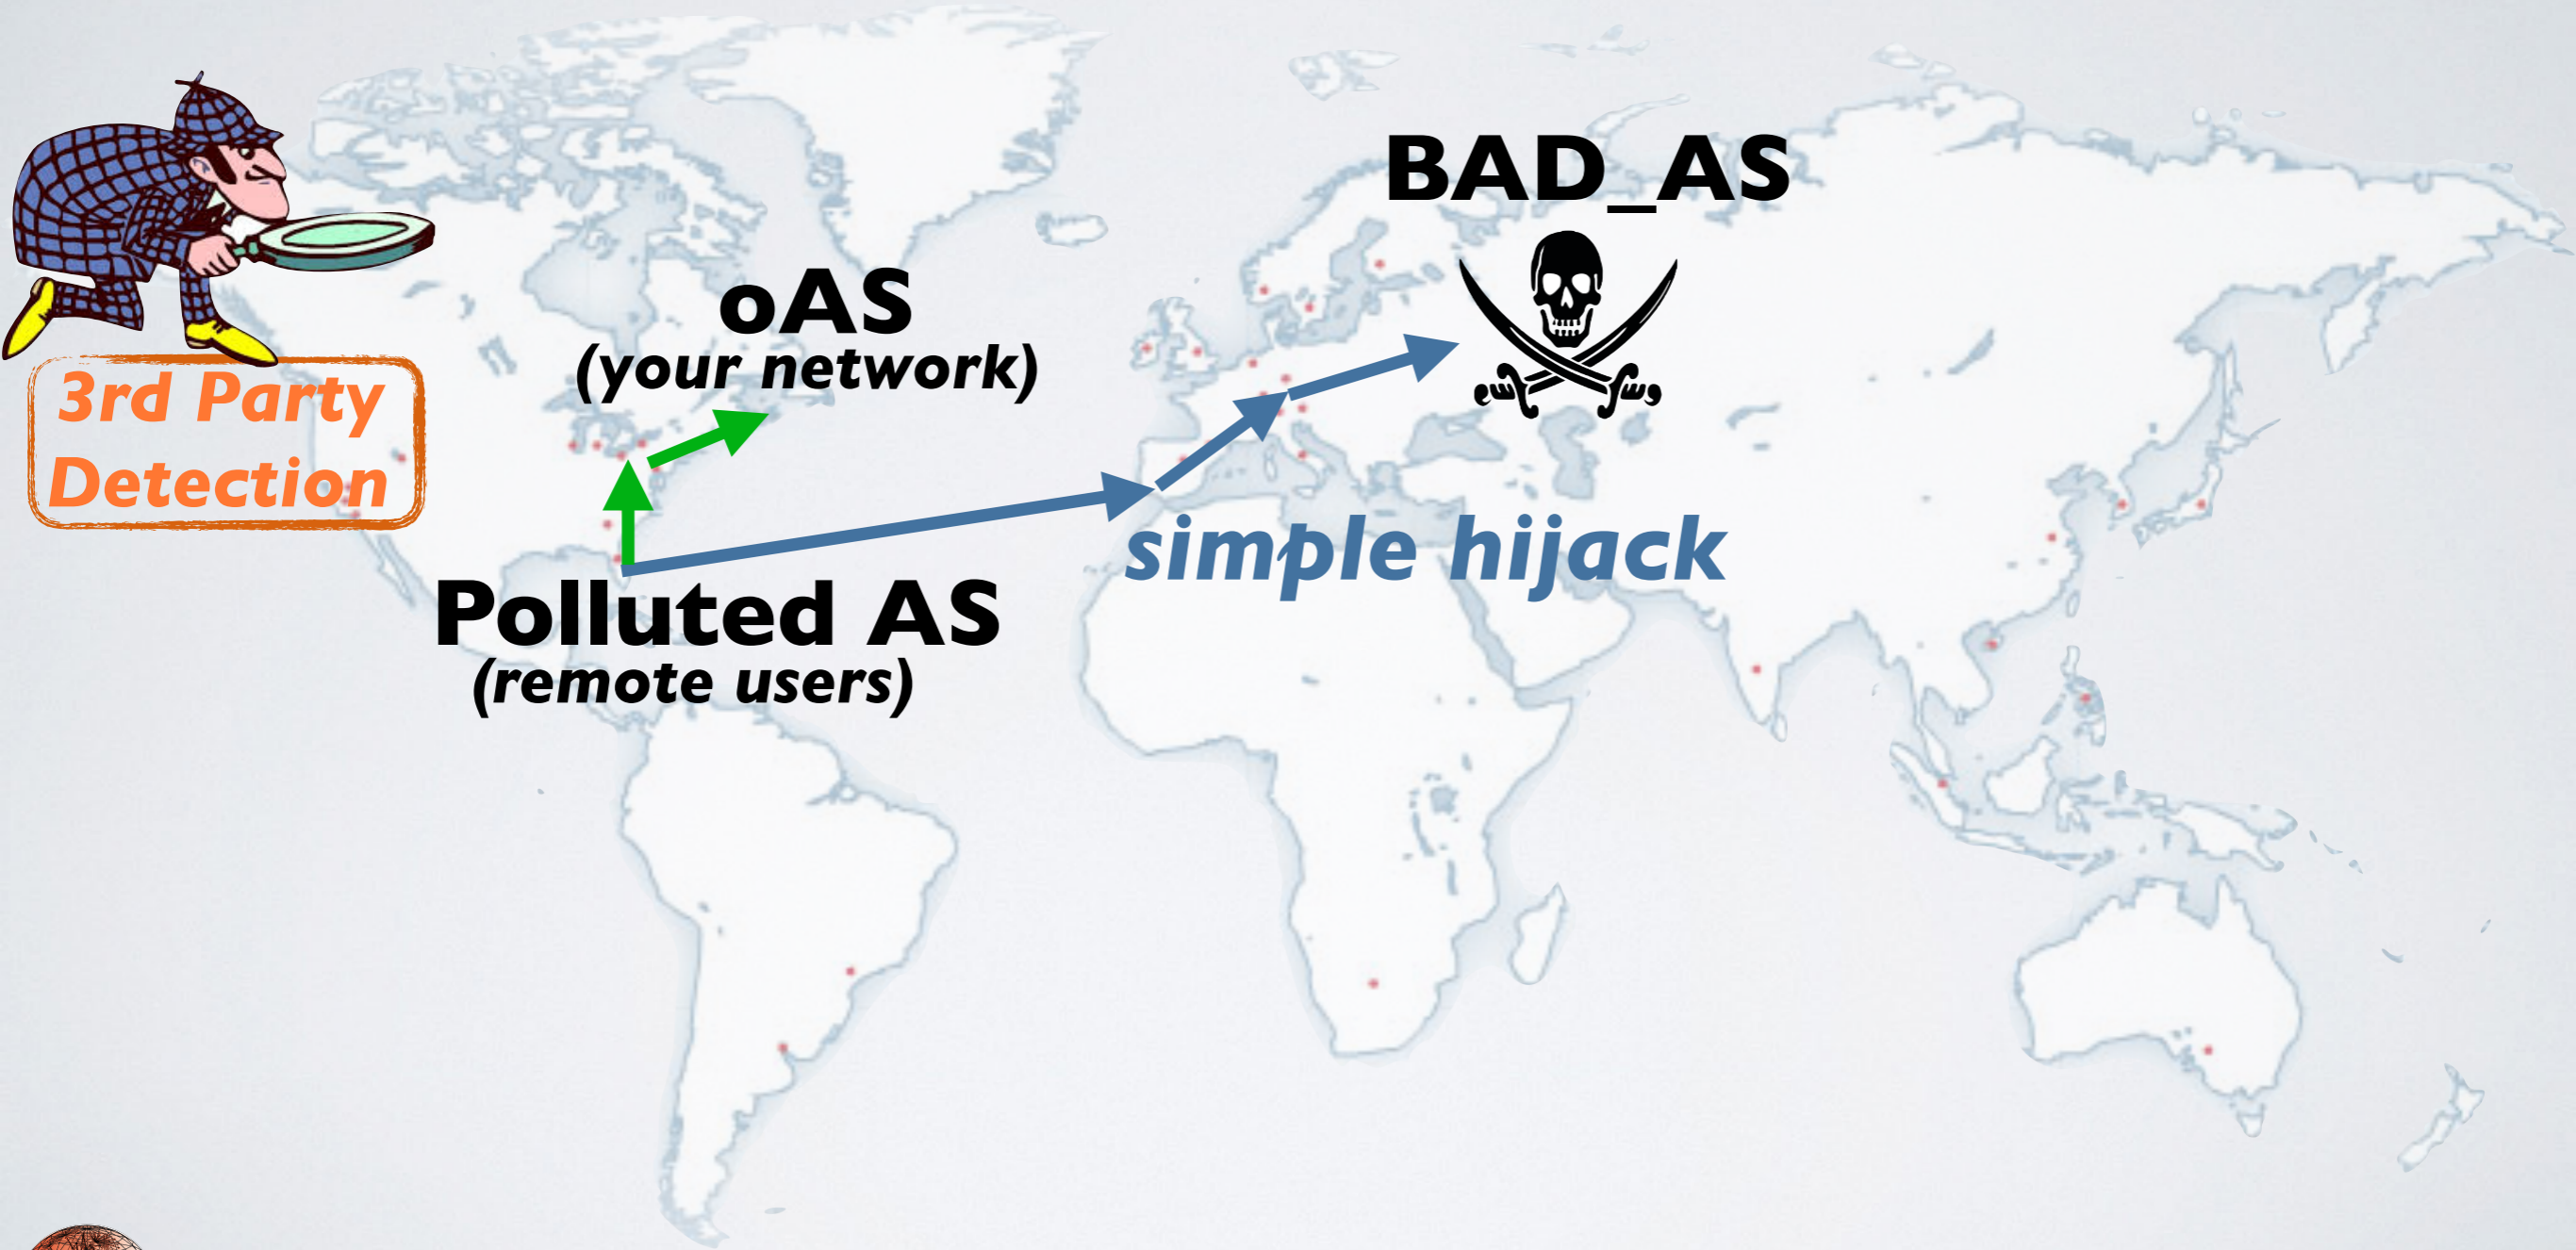 BAD_AS
oAS
(your network)
3rd Party
Detection
simple hijack
Polluted AS
(remote users)